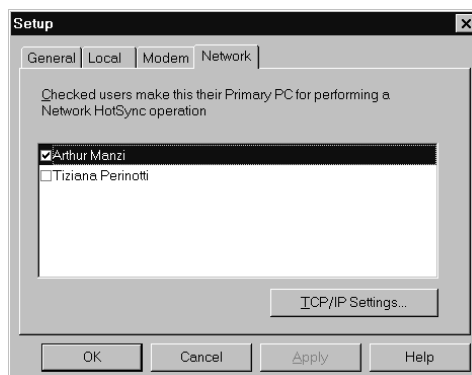 Setup
General Local Modem Network
Checked users make this their Primary PC for performing a
Network HotSync operation
Arthur Manzi
Tiziana Perinotti
TCP/IP Settings...
OK Cancel Apply Help